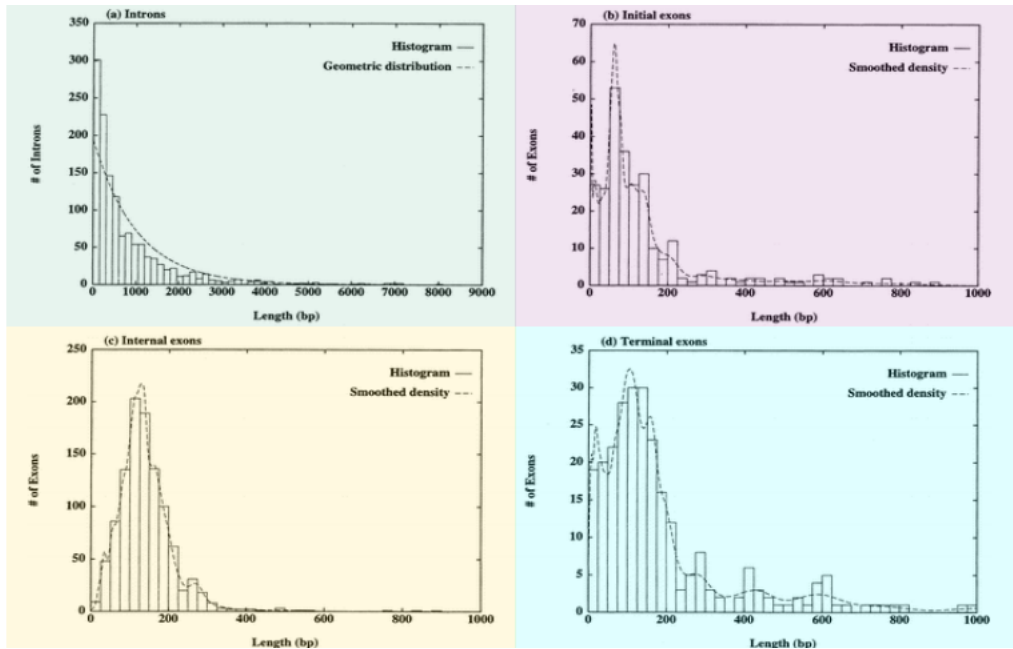 (a) Introns
350
300
250
200
150
100
50
0
# of Introns
Histogram
Geometric distribution
0 1000 2000 3000 4000 5000 6000 7000 8000 9000
Length (bp)
(b) Initial exons
70
60
50
40
30
20
10
0
# of Exons
Histogram
Smoothed density
0 200 400 600 800 1000
Length (bp)
(c) Internal exons
250
200
150
100
50
0
# of Exons
Histogram
Smoothed density
0 200 400 600 800 1000
Length (bp)
(d) Terminal exons
35
30
25
20
15
10
5
0
# of Exons
Histogram
Smoothed density
0 200 400 600 800 1000
Length (bp)